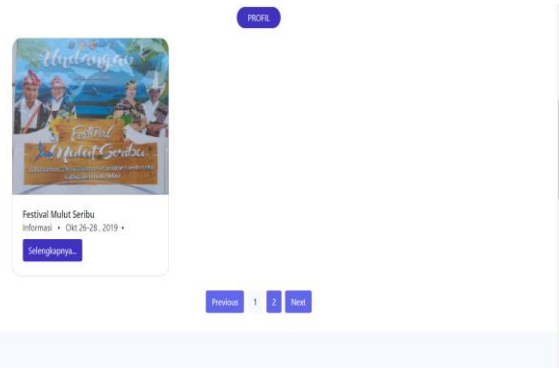 PROFIL
Undangan
Festival
Mulut Seribu
Festival Mulut Seribu
Informasi • Okt 26-28 , 2019 •
Selengkapnya...
Previous 1 2 Next